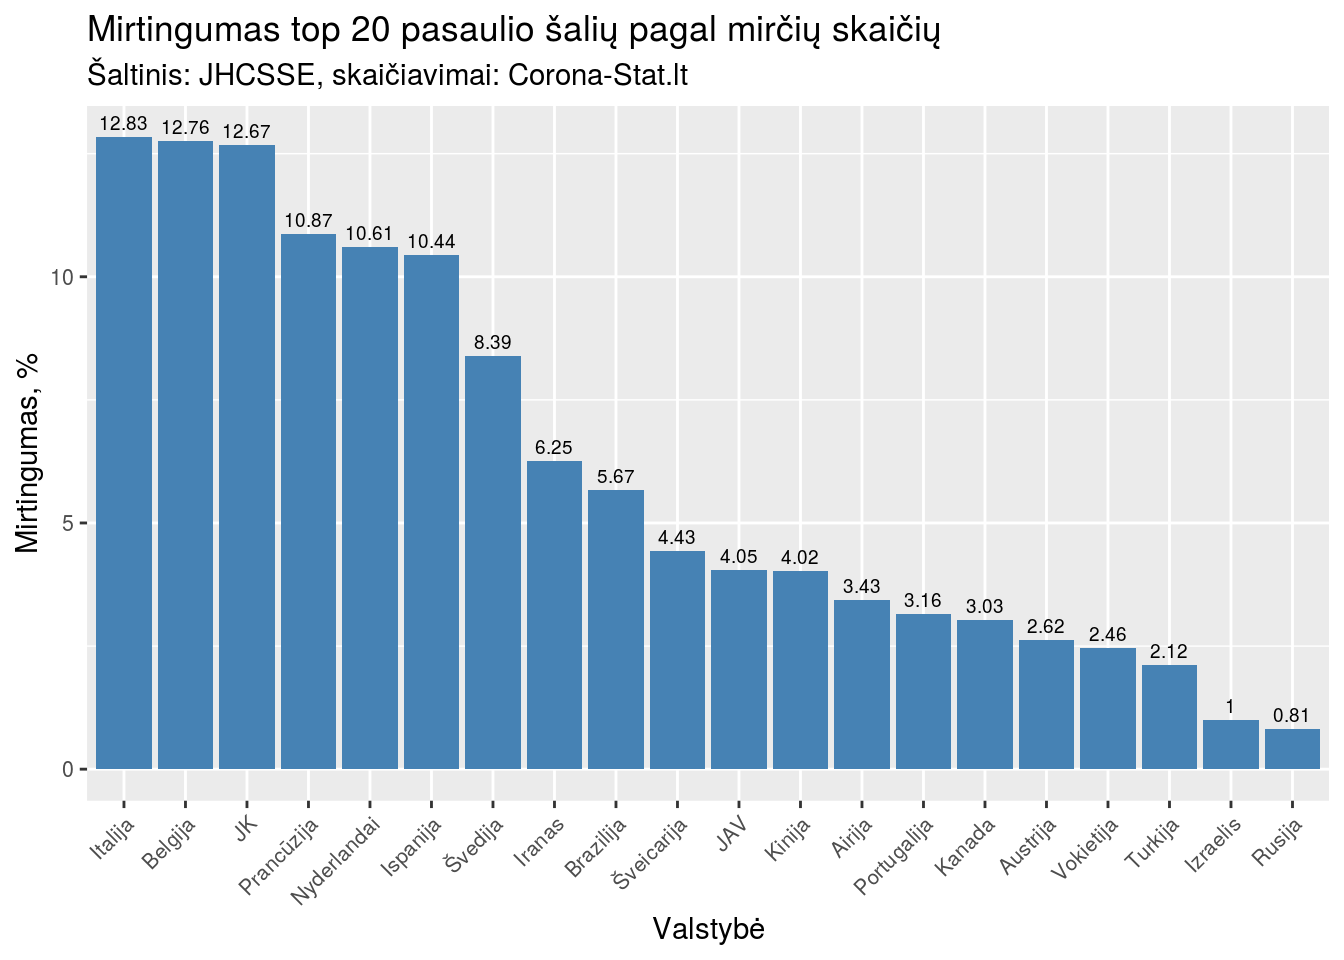 Mirtingumas top 20 pasaulio šalių pagal mirčių skaičių
Šaltinis: JHCSSE, skaičiavimai: Corona-Stat.lt
12.83
12.76
12.67
10.87
10.61
10.44
8.39
6.25
5.67
4.43
4.05
4.02
3.43
3.16
3.03
2.62
2.46
2.12
1
0.81
Mirtingumas, %
10
5
0
Italija
Belgija
JK
Prancūzija
Nyderlandai
Ispanija
Švedija
Iranas
Brazilija
Šveicarija
JAV
Kinija
Airija
Portugalija
Kanada
Austrija
Vokietija
Turkija
Izraelis
Rusija
Valstybė